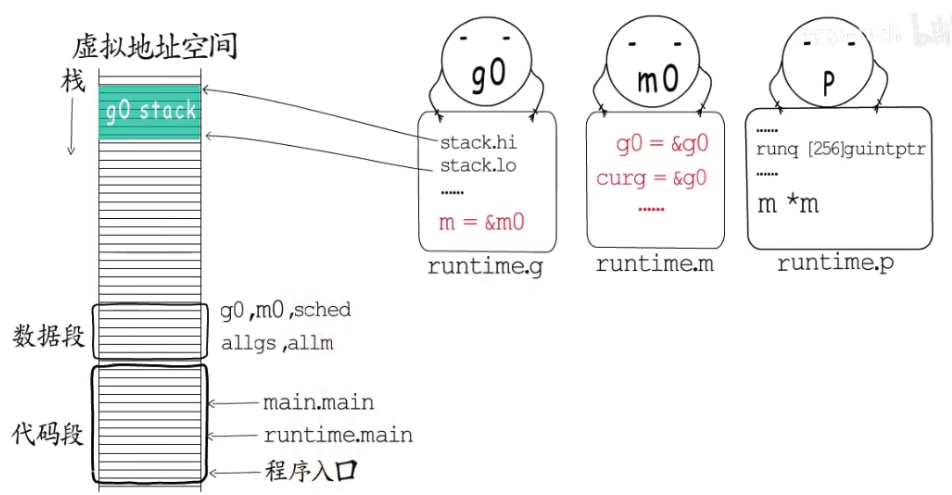 虚拟地址空间
栈
g0 stack
数据段
g0,m0,sched
allgs,allm
代码段
main.main
runtime.main
程序入口
g0
stack.hi
stack.lo
......
m = &m0
runtime.g
m0
g0 = &g0
curg = &g0
......
runtime.m
p
......
runq [256]guintptr
......
m *m
runtime.p